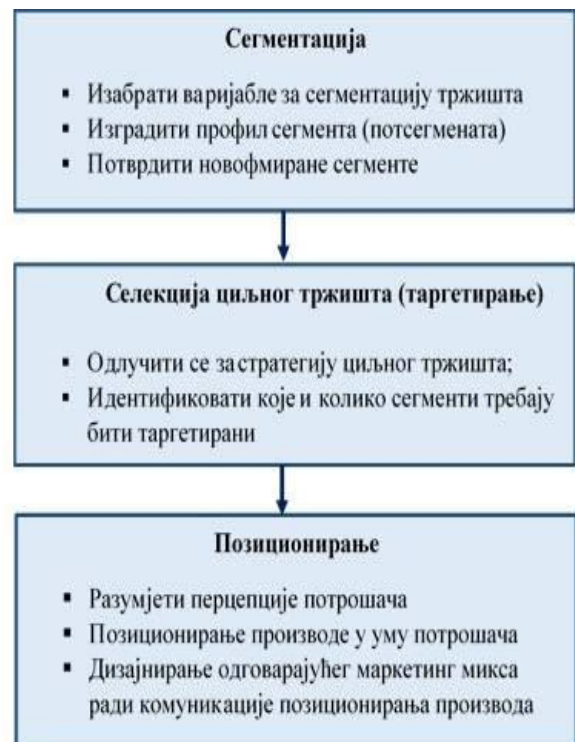 Сегментација
▪ Изабрати варијабле за сегментацију тржишта
▪ Изградити профил сегмента (потсегмената)
▪ Потврдити новофмиране сегменте
Селекција циљног тржишта (таргетирање)
▪ Одлучити се за стратегију циљног тржишта;
▪ Идентификовати које и колико сегменти требају
бити таргетирани
Позиционирање
▪ Разумјети перцепције потрошача
▪ Позиционирање производе у уму потрошача
▪ Дизајнирање одговарајућег маркетинг микса
ради комуникације позиционирања производа